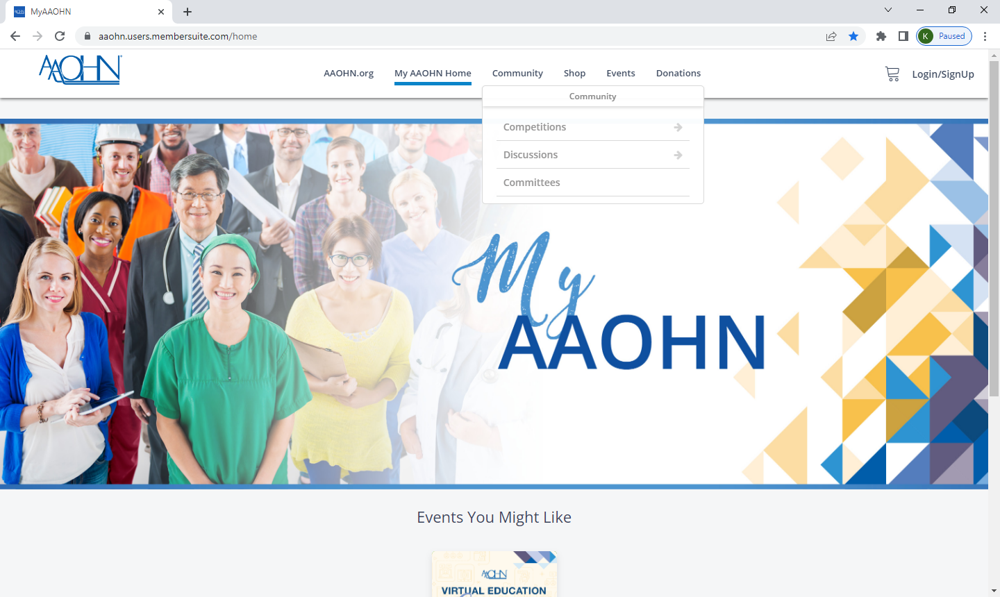 MyAAOHN
aaohn.users.membersuite.com/home
K Paused
AAOHN
AAOHN.org My AAOHN Home Community Shop Events Donations Login/SignUp
Community
Competitions
Discussions
Committees
My
AAOHN
Events You Might Like
AAOHN
VIRTUAL EDUCATION